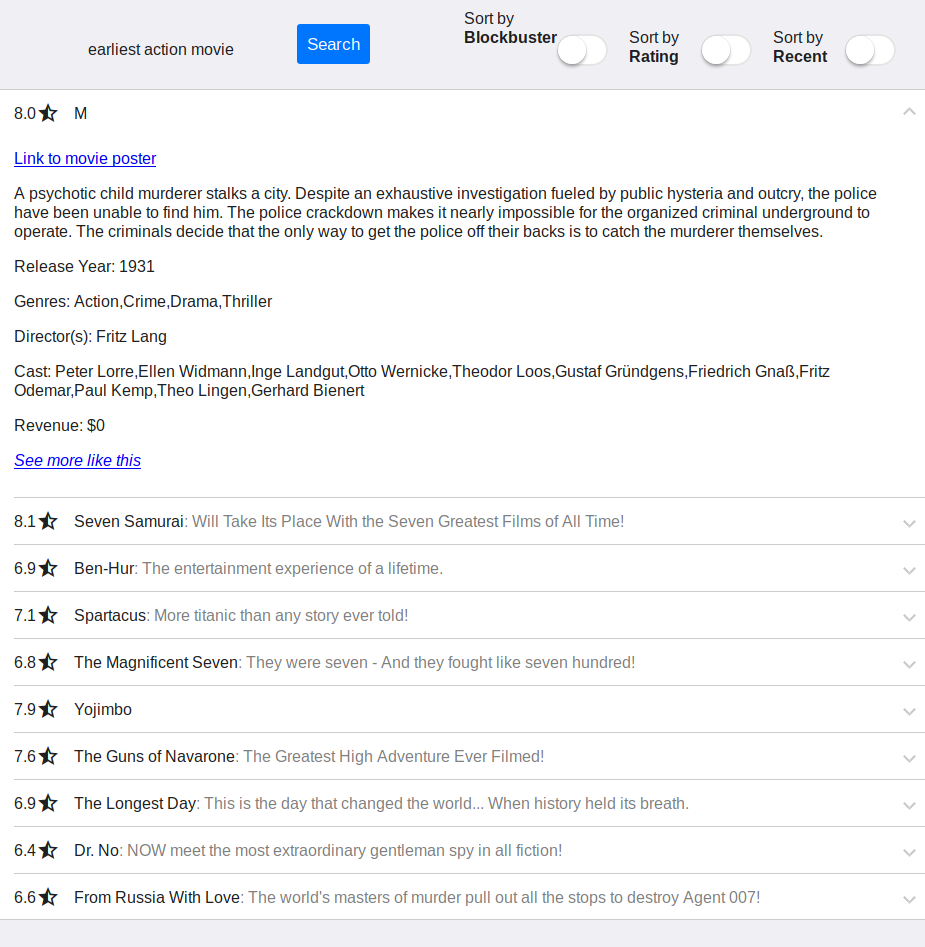 earliest action movie
Search
Sort by
Blockbuster
Sort by
Rating
Sort by
Recent
8.0 M
Link to movie poster
A psychotic child murderer stalks a city. Despite an exhaustive investigation fueled by public hysteria and outcry, the police
have been unable to find him. The police crackdown makes it nearly impossible for the organized criminal underground to
operate. The criminals decide that the only way to get the police off their backs is to catch the murderer themselves.
Release Year: 1931
Genres: Action,Crime,Drama,Thriller
Director(s): Fritz Lang
Cast: Peter Lorre,Ellen Widmann,Inge Landgut,Otto Wernicke,Theodor Loos,Gustaf Gründgens,Friedrich Gnaß,Fritz
Odemar,Paul Kemp,Theo Lingen,Gerhard Bienert
Revenue: $0
See more like this
8.1 Seven Samurai: Will Take Its Place With the Seven Greatest Films of All Time!
6.9 Ben-Hur: The entertainment experience of a lifetime.
7.1 Spartacus: More titanic than any story ever told!
6.8 The Magnificent Seven: They were seven - And they fought like seven hundred!
7.9 Yojimbo
7.6 The Guns of Navarone: The Greatest High Adventure Ever Filmed!
6.9 The Longest Day: This is the day that changed the world... When history held its breath.
6.4 Dr. No: NOW meet the most extraordinary gentleman spy in all fiction!
6.6 From Russia With Love: The world's masters of murder pull out all the stops to destroy Agent 007!